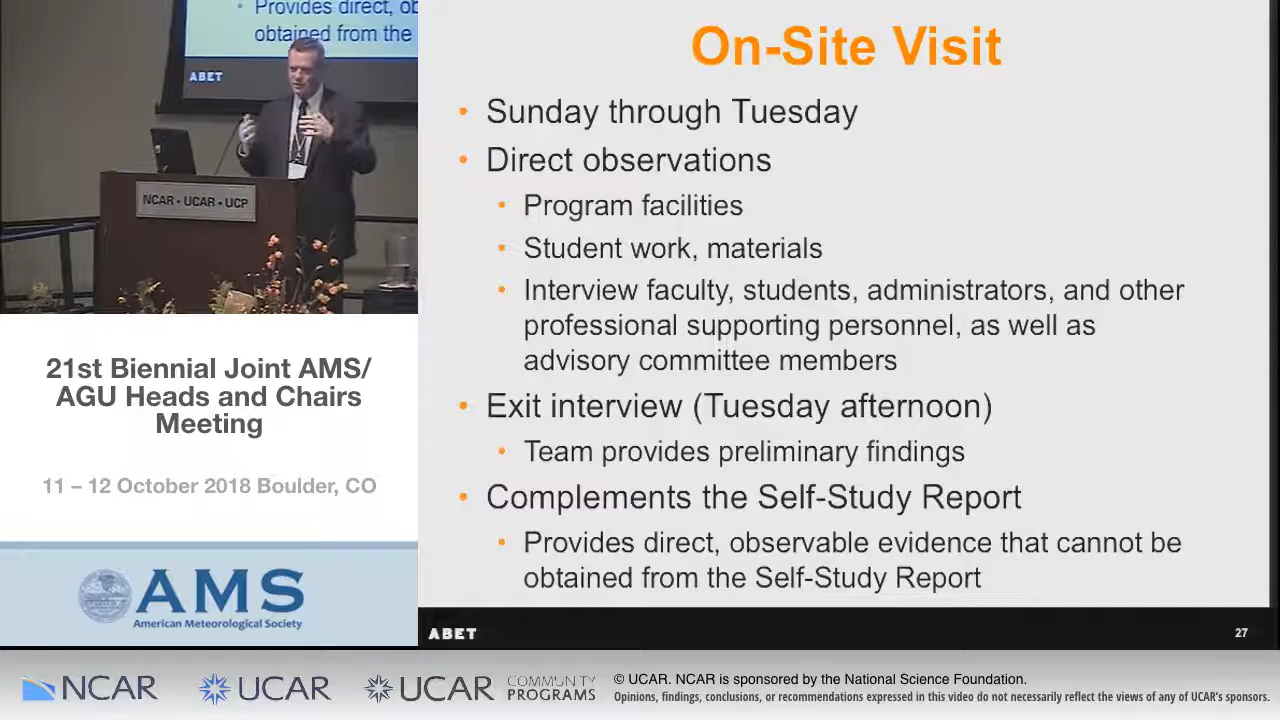 Provides direct, ob
obtained from the
ABET
NCAR • UCAR • UCP
21st Biennial Joint AMS/
AGU Heads and Chairs
Meeting
11 – 12 October 2018 Boulder, CO
AMS
American Meteorological Society
On-Site Visit
• Sunday through Tuesday
• Direct observations
• Program facilities
• Student work, materials
• Interview faculty, students, administrators, and other
professional supporting personnel, as well as
advisory committee members
• Exit interview (Tuesday afternoon)
• Team provides preliminary findings
• Complements the Self-Study Report
• Provides direct, observable evidence that cannot be
obtained from the Self-Study Report
ABET
27
NCAR
UCAR
UCAR
COMMUNITY
PROGRAMS
© UCAR. NCAR is sponsored by the National Science Foundation.
Opinions, findings, conclusions, or recommendations expressed in this video do not necessarily reflect the views of any of UCAR's sponsors.